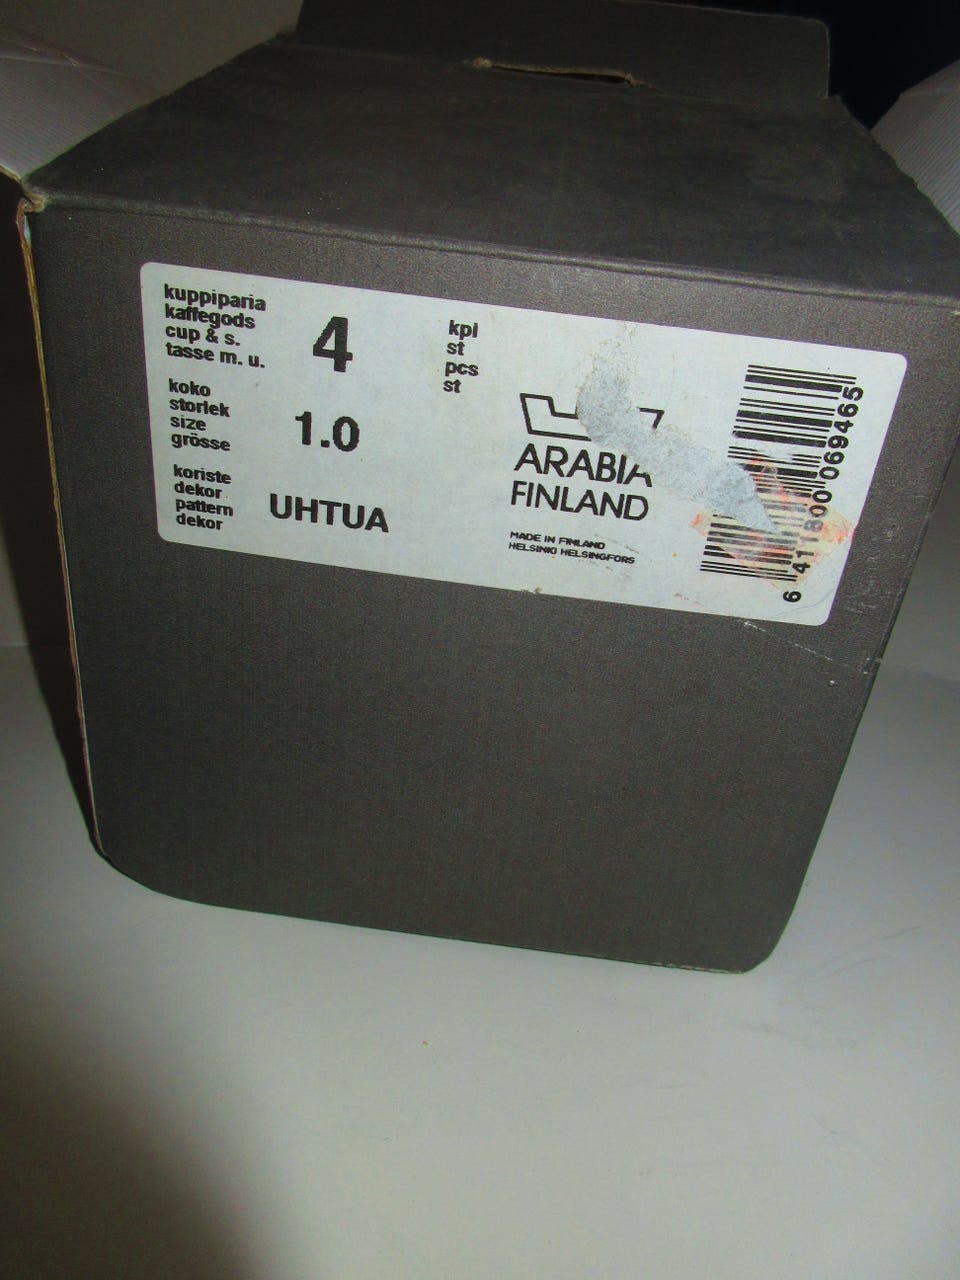 kuppiparia
kaffegods
cup & s.
tasse m. u.
4
kpl
st
pcs
st
koko
storlek
size
grösse
1.0
koriste
dekor
pattern
dekor
UHTUA
ARABIA
FINLAND
MADE IN FINLAND
HELSINKI HELSINGFORS
6 411800 069465